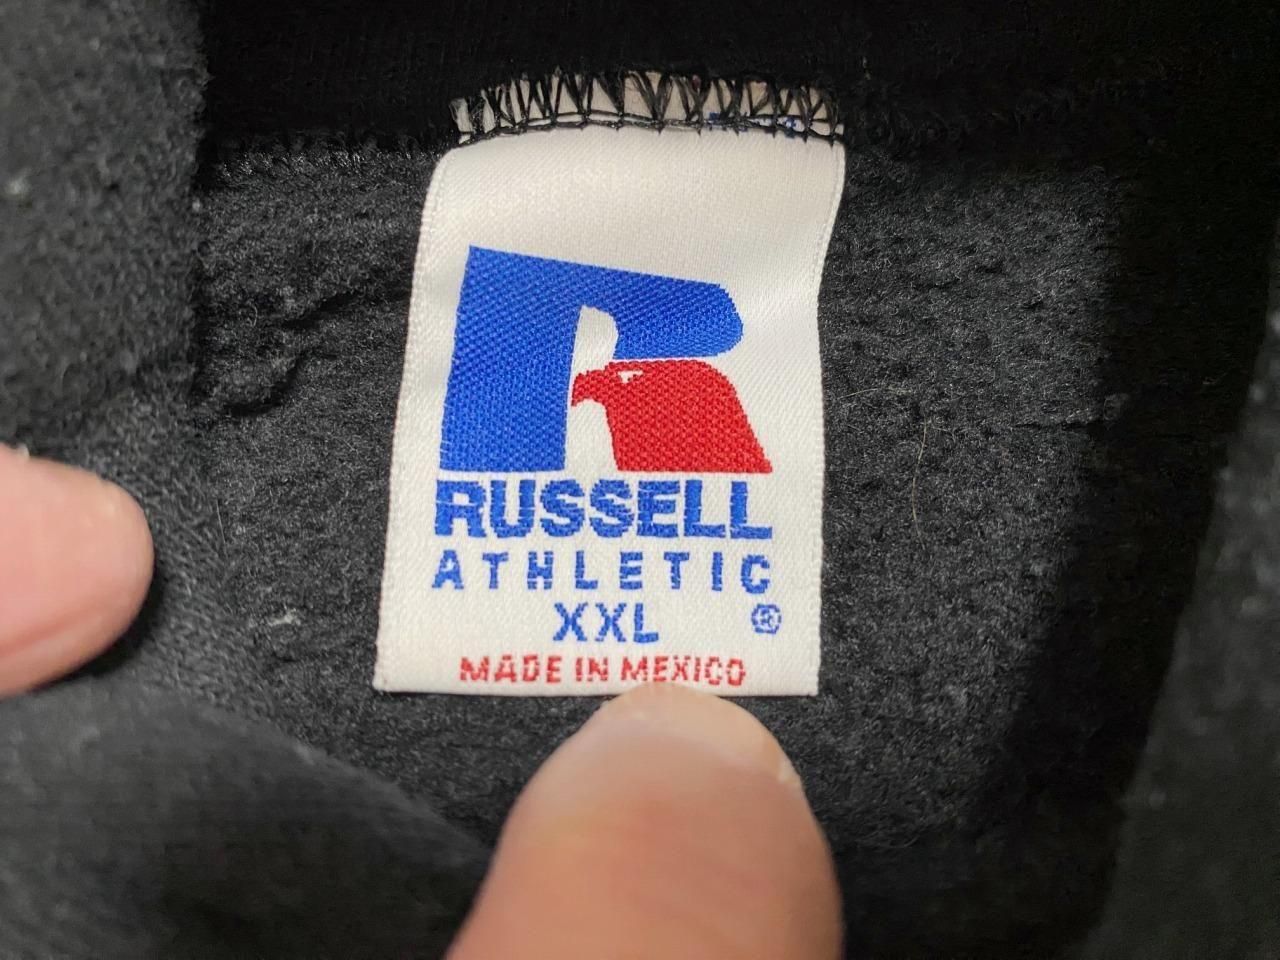 RUSSELL
ATHLETIC
XXL ®
MADE IN MEXICO